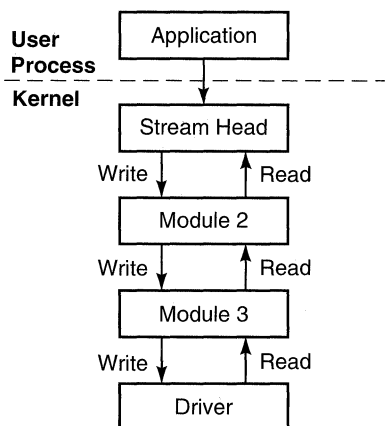 User
Process
Application
Kernel
Stream Head
Write
Read
Module 2
Write
Read
Module 3
Write
Read
Driver